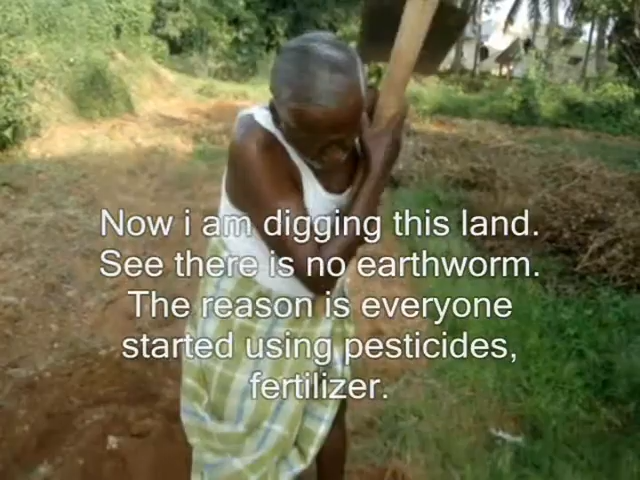 Now i am digging this land.
See there is no earthworm.
The reason is everyone
started using pesticides,
fertilizer.